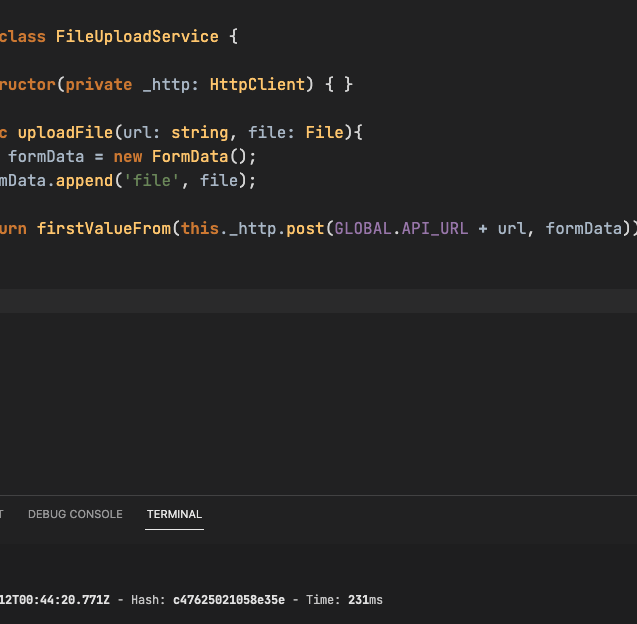 class FileUploadService {
ructor(private _http: HttpClient) { }
c uploadFile(url: string, file: File){
formData = new FormData();
mData.append('file', file);
urn firstValueFrom(this._http.post(GLOBAL.API_URL + url, formData))
T DEBUG CONSOLE TERMINAL
12T00:44:20.771Z - Hash: c47625021058e35e - Time: 231ms